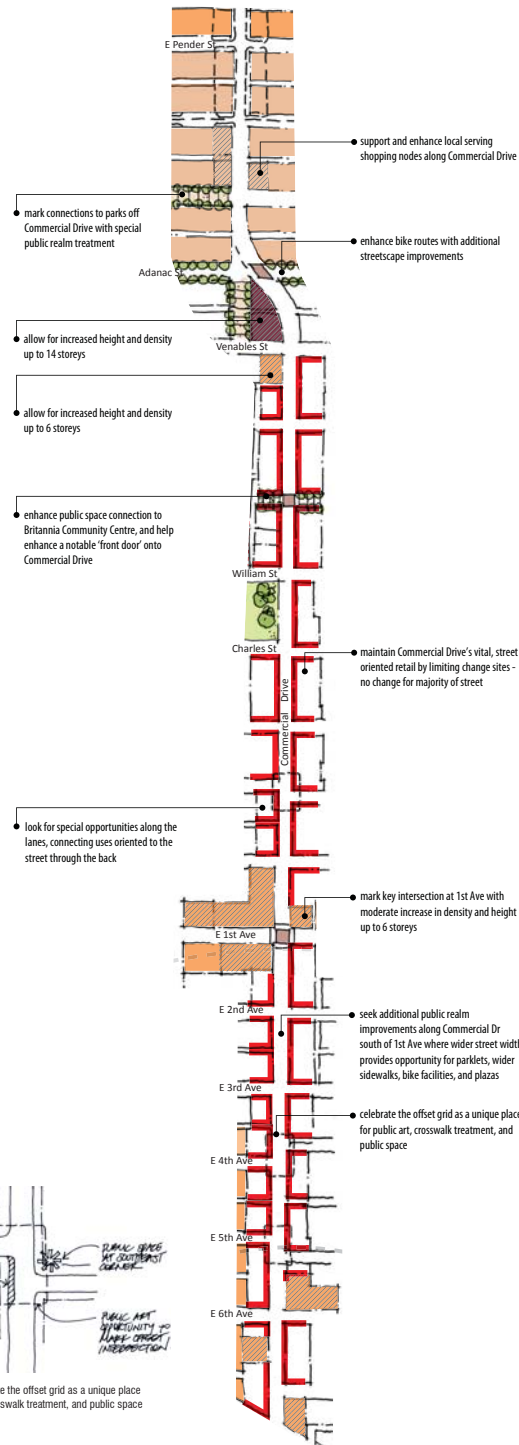 E Pender St
support and enhance local serving
shopping nodes along Commercial Drive
mark connections to parks off
Commercial Drive with special
public realm treatment
enhance bike routes with additional
streetscape improvements
Adanac St
allow for increased height and density
up to 14 storeys
Venables St
allow for increased height and density
up to 6 storeys
enhance public space connection to
Britannia Community Centre, and help
enhance a notable 'front door' onto
Commercial Drive
William St
Charles St
maintain Commercial Drive's vital, street
oriented retail by limiting change sites -
no change for majority of street
Commercial Drive
look for special opportunities along the
lanes, connecting uses oriented to the
street through the back
mark key intersection at 1st Ave with
moderate increase in density and height
up to 6 storeys
E 1st Ave
E 2nd Ave
seek additional public realm
improvements along Commercial Dr
south of 1st Ave where wider street width
provides opportunity for parklets, wider
sidewalks, bike facilities, and plazas
E 3rd Ave
celebrate the offset grid as a unique place
for public art, crosswalk treatment, and
public space
E 4th Ave
E 5th Ave
E 6th Ave
PUBLIC SPACE
AT SOUTHEAST
CORNER
PUBLIC ART
OPPORTUNITY TO
MARK OFFSET
INTERSECTION
e the offset grid as a unique place
sswalk treatment, and public space